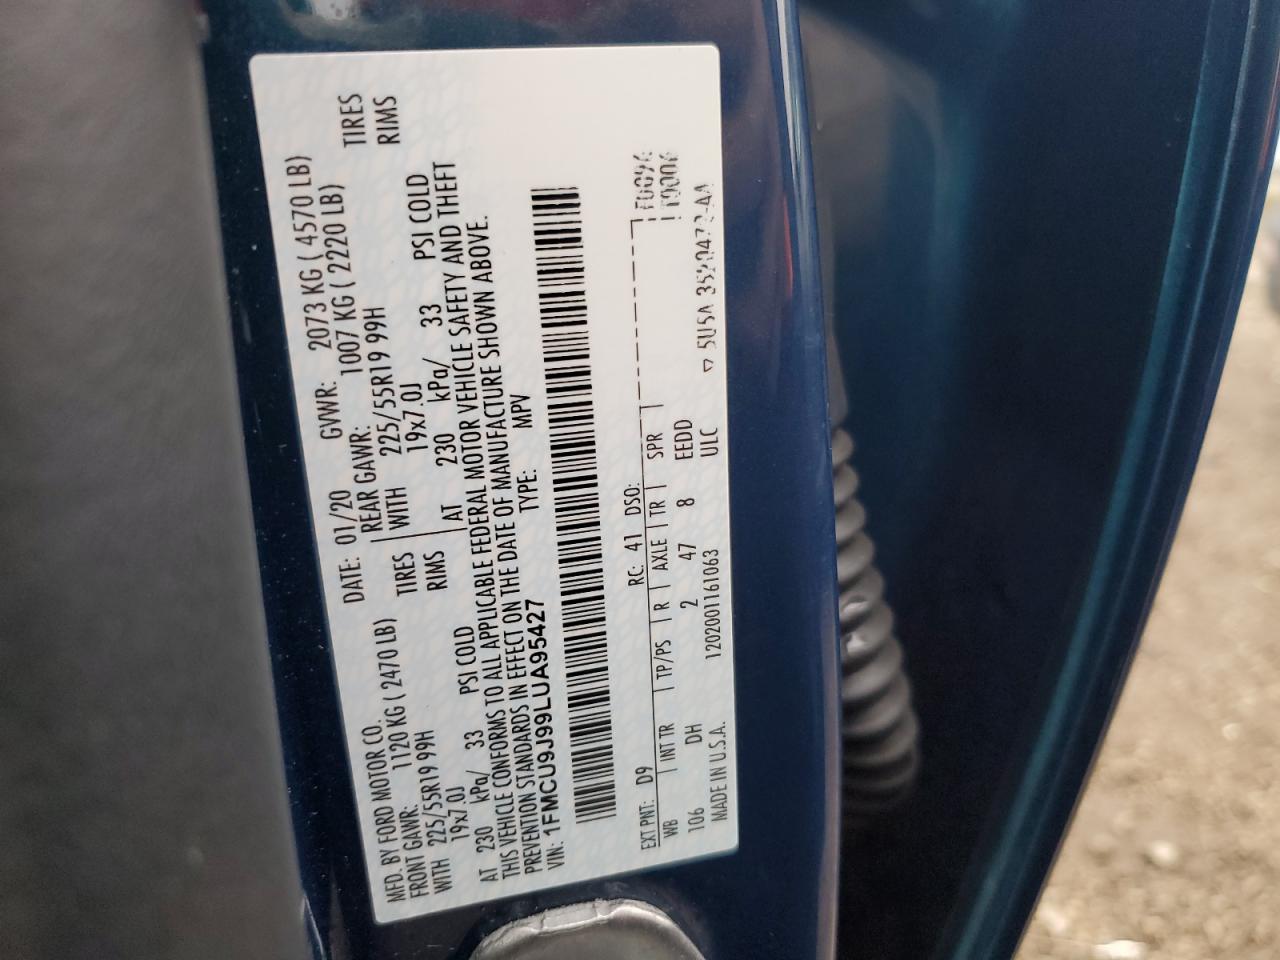 MFD. BY FORD MOTOR CO.
DATE: 01/20 GVWR: 2073 KG ( 4570 LB)
FRONT GAWR: 1120 KG ( 2470 LB) REAR GAWR: 1007 KG ( 2220 LB)
WITH 225/55R19 99H TIRES WITH 225/55R19 99H TIRES
19x7.0J RIMS 19x7.0J RIMS
AT 230 kPa/ 33 PSI COLD AT 230 kPa/ 33 PSI COLD
THIS VEHICLE CONFORMS TO ALL APPLICABLE FEDERAL MOTOR VEHICLE SAFETY AND THEFT
PREVENTION STANDARDS IN EFFECT ON THE DATE OF MANUFACTURE SHOWN ABOVE.
VIN: 1FMCU9J99LUA95427 TYPE: MPV
EXT PNT: D9 RC: 41 DSO:
WB INT TR TP/PS R AXLE TR SPR
106 DH 2 47 8 EEDD
MADE IN U.S.A. 1202001161063 ULC
▽ 5U5A